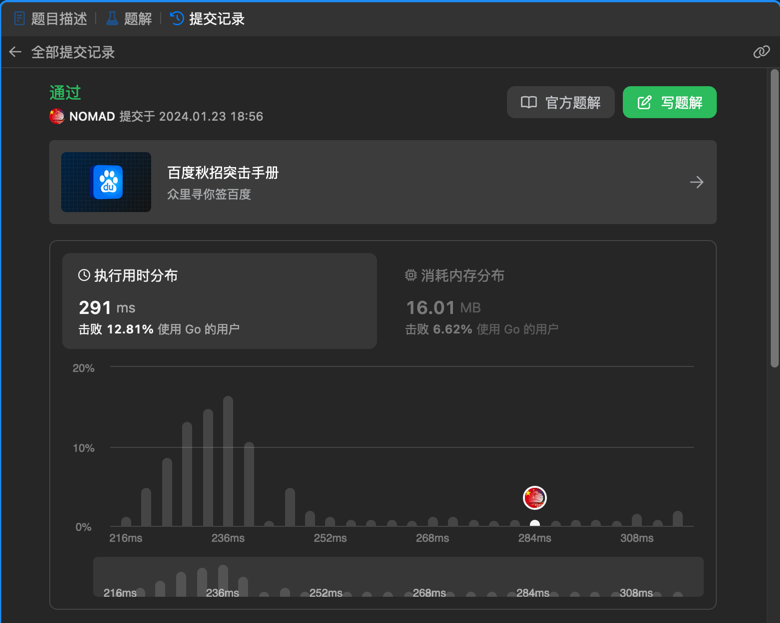 题目描述 题解 提交记录
全部提交记录
通过
NOMAD 提交于 2024.01.23 18:56
官方题解 写题解
du
百度秋招突击手册
众里寻你签百度
执行用时分布
291 ms
击败 12.81% 使用 Go 的用户
消耗内存分布
16.01 MB
击败 6.62% 使用 Go 的用户
20%
10%
0%
216ms 236ms 252ms 268ms 284ms 308ms
216ms 236ms 252ms 268ms 284ms 308ms